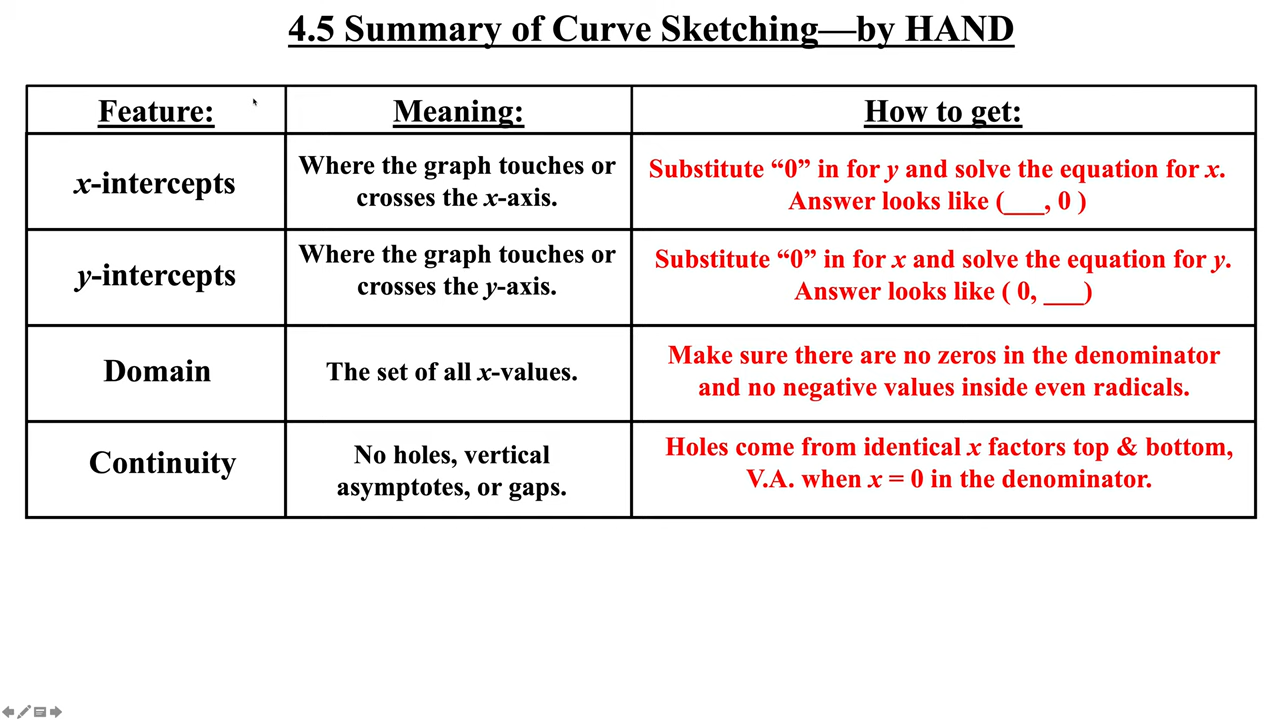 4.5 Summary of Curve Sketching—by HAND
Feature:
Meaning:
How to get:
x-intercepts
Where the graph touches or
crosses the x-axis.
Substitute “0” in for y and solve the equation for x.
Answer looks like (___, 0 )
y-intercepts
Where the graph touches or
crosses the y-axis.
Substitute “0” in for x and solve the equation for y.
Answer looks like ( 0, ___)
Domain
The set of all x-values.
Make sure there are no zeros in the denominator
and no negative values inside even radicals.
Continuity
No holes, vertical
asymptotes, or gaps.
Holes come from identical x factors top & bottom,
V.A. when x = 0 in the denominator.